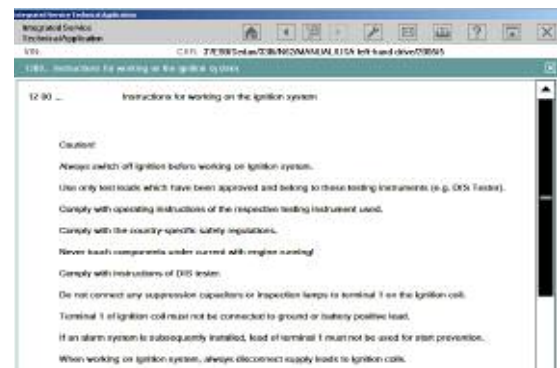 Integrated Service Technical Application
Integrated Service
Technical Application
VIN: CAR: /E90/Sedan/ /N62/MANUAL/USA left-hand drive/2006/
Instructions for working on the ignition system
12 00 ... Instructions for working on the ignition system
Caution!
Always switch off ignition before working on ignition system.
Use only test leads which have been approved and belong to these testing instruments (e.g. DIS Tester).
Comply with operating instructions of the respective testing instrument used.
Comply with the country-specific safety regulations.
Never touch components under current with engine running!
Comply with instructions of DIS tester.
Do not connect any suppression capacitors or inspection lamps to terminal 1 on the ignition coil.
Terminal 1 of ignition coil must not be connected to ground or battery positive lead.
If an alarm system is subsequently installed, lead of terminal 1 must not be used for start prevention.
When working on ignition system, always disconnect supply leads to ignition coils.